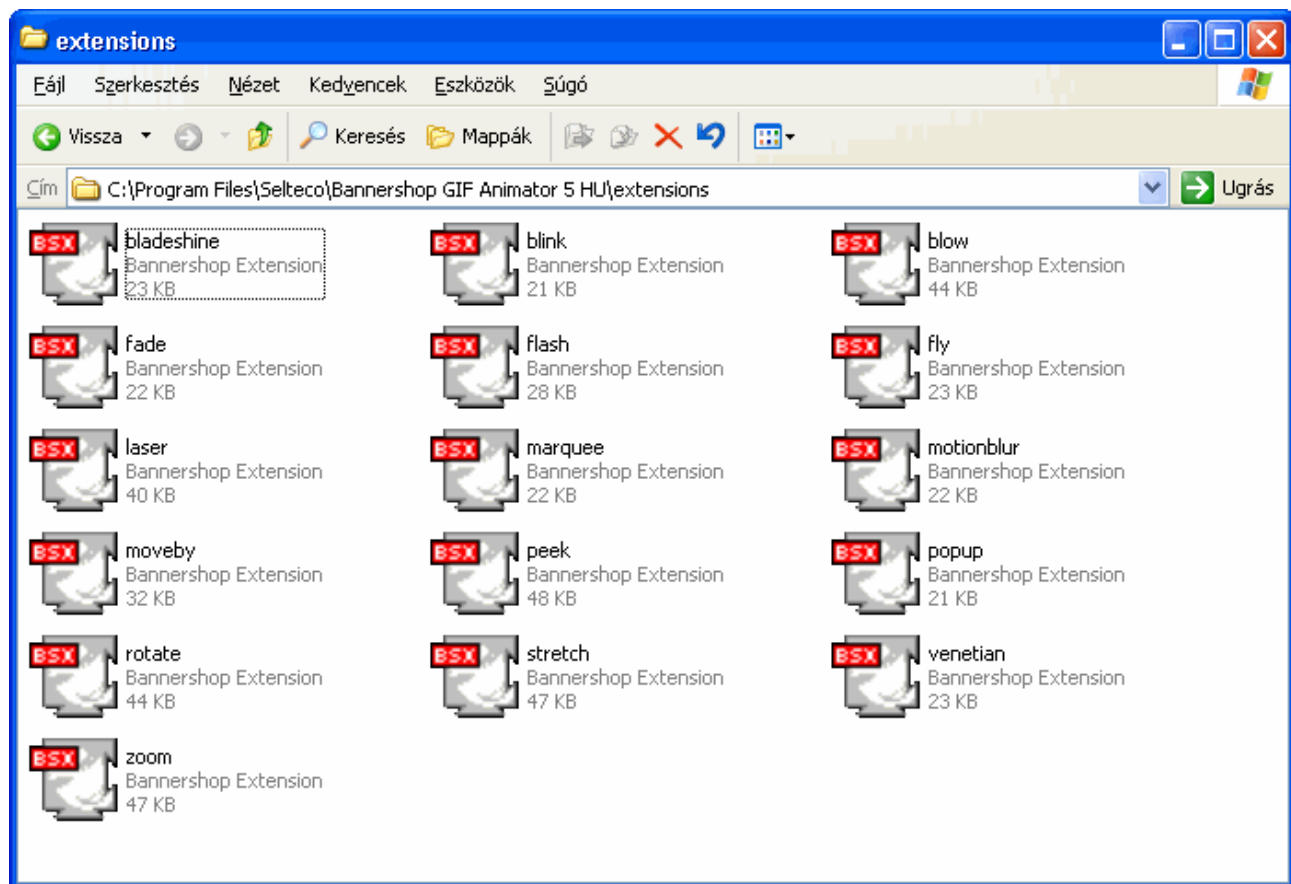 extensions
Fájl Szerkesztés Nézet Kedvencek Eszközök Súgó
Vissza Keresés Mappák
Cím C:\Program Files\Selteco\Bannershop GIF Animator 5 HU\extensions Ugrás
BSX bladeshine
Bannershop Extension
23 KB
BSX blink
Bannershop Extension
21 KB
BSX blow
Bannershop Extension
44 KB
BSX fade
Bannershop Extension
22 KB
BSX flash
Bannershop Extension
28 KB
BSX fly
Bannershop Extension
23 KB
BSX laser
Bannershop Extension
40 KB
BSX marquee
Bannershop Extension
22 KB
BSX motionblur
Bannershop Extension
22 KB
BSX moveby
Bannershop Extension
32 KB
BSX peek
Bannershop Extension
48 KB
BSX popup
Bannershop Extension
21 KB
BSX rotate
Bannershop Extension
44 KB
BSX stretch
Bannershop Extension
47 KB
BSX venetian
Bannershop Extension
23 KB
BSX zoom
Bannershop Extension
47 KB